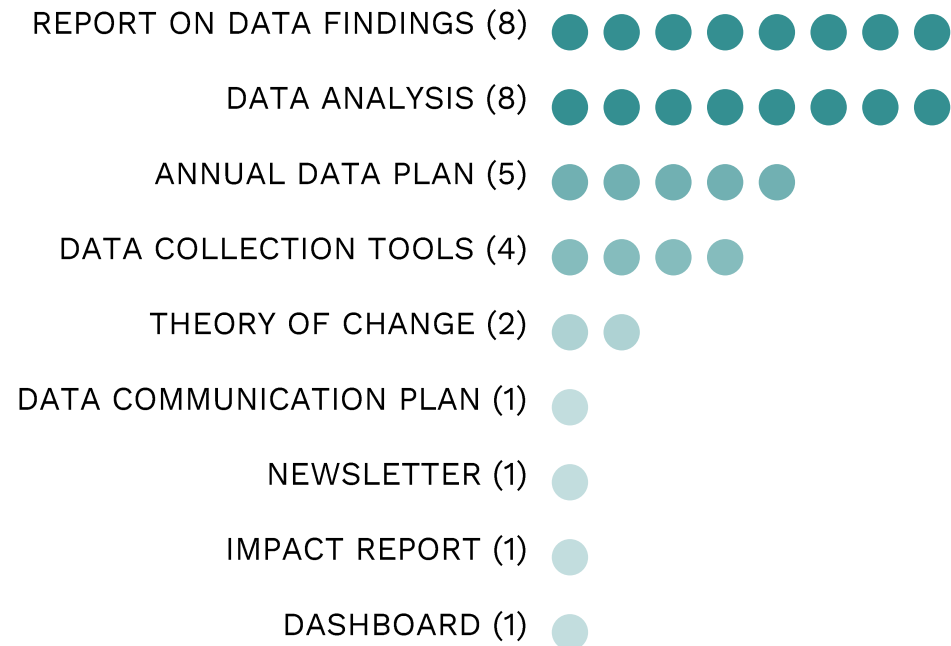 REPORT ON DATA FINDINGS (8)
DATA ANALYSIS (8)
ANNUAL DATA PLAN (5)
DATA COLLECTION TOOLS (4)
THEORY OF CHANGE (2)
DATA COMMUNICATION PLAN (1)
NEWSLETTER (1)
IMPACT REPORT (1)
DASHBOARD (1)